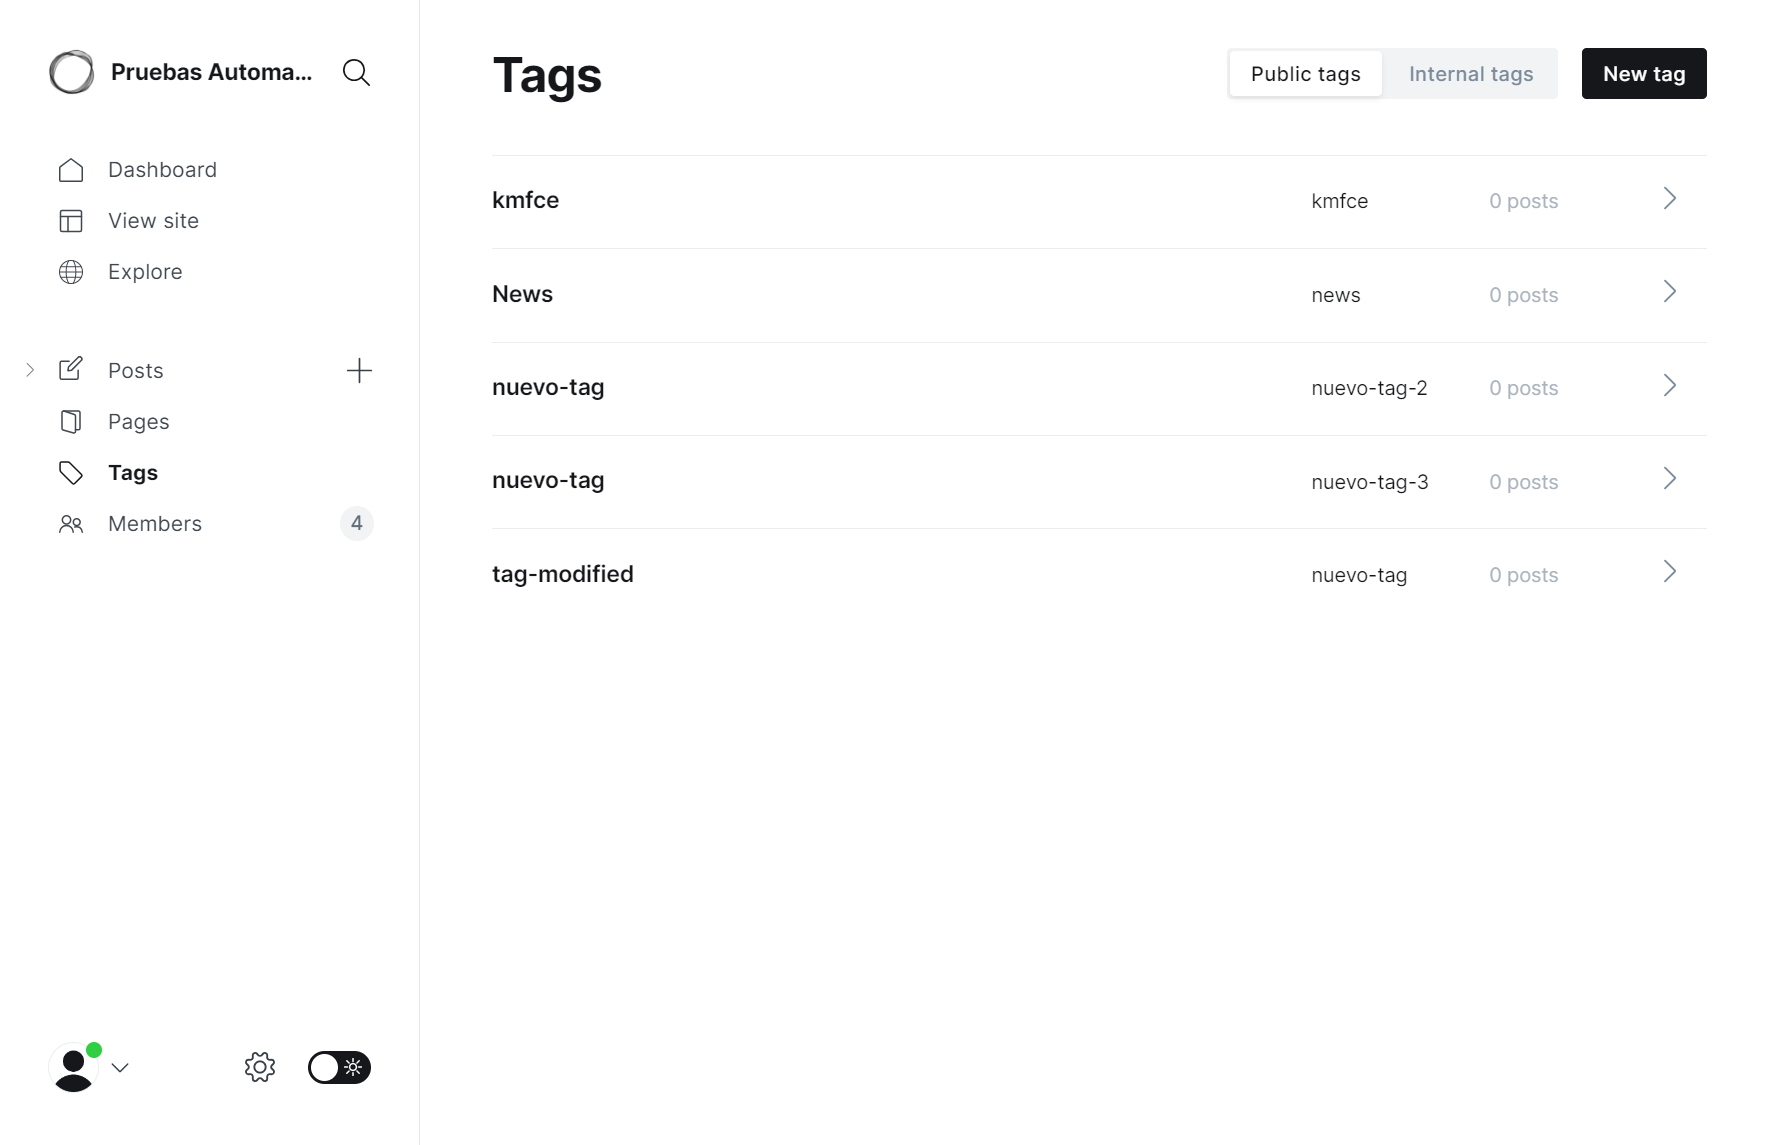 Pruebas Automa...
Dashboard
View site
Explore
Posts
Pages
Tags
Members 4
Tags
Public tags Internal tags New tag
kmfce kmfce 0 posts
News news 0 posts
nuevo-tag nuevo-tag-2 0 posts
nuevo-tag nuevo-tag-3 0 posts
tag-modified nuevo-tag 0 posts